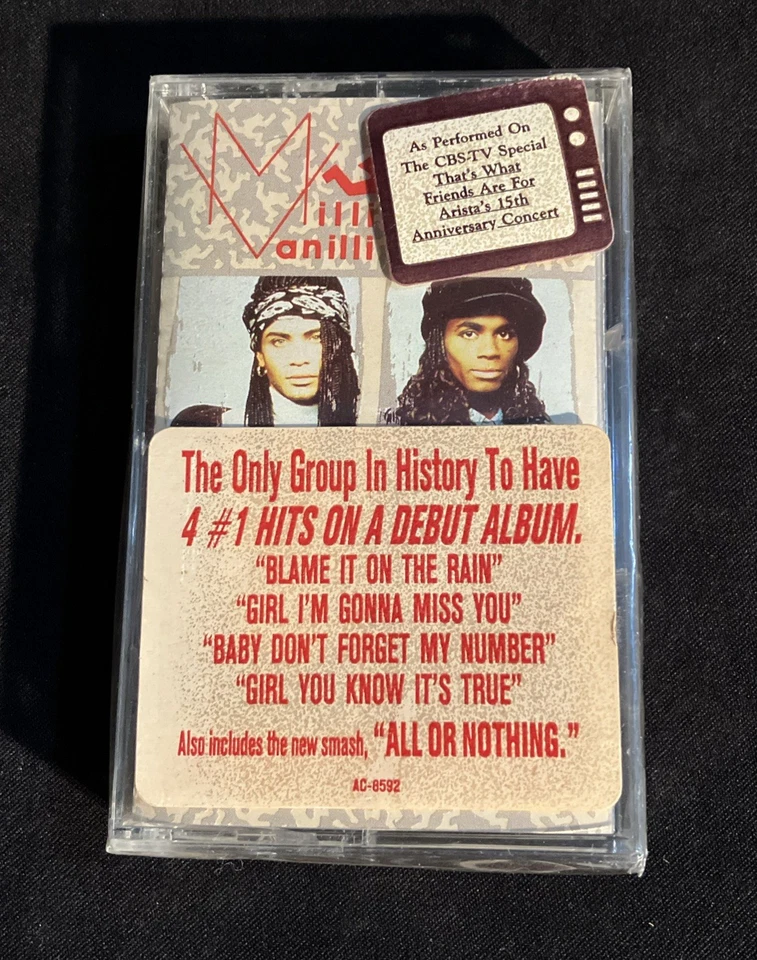 Milli
Vanilli
As Performed On
The CBS-TV Special
That's What
Friends Are For
Arista's 15th
Anniversary Concert
The Only Group In History To Have
4 #1 HITS ON A DEBUT ALBUM.
"BLAME IT ON THE RAIN"
"GIRL I'M GONNA MISS YOU"
"BABY DON'T FORGET MY NUMBER"
"GIRL YOU KNOW IT'S TRUE"
Also includes the new smash, "ALL OR NOTHING."
AC-8592